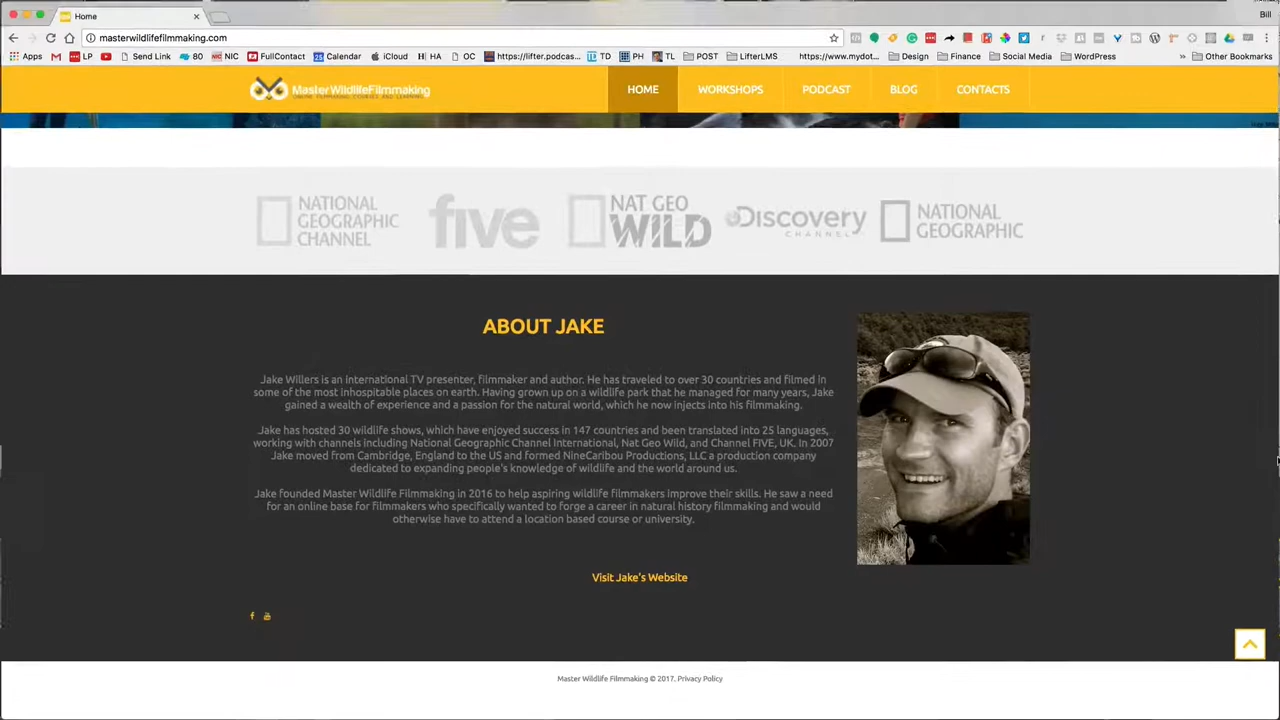 Home
Bill
masterwildlifefilmmaking.com
Apps LP 80 Send Link NIC FullContact Calendar iCloud HA OC https://lifter.podcas... TD PH TL POST LifterLMS https://www.mydot... Design Finance Social Media WordPress » Other Bookmarks
MasterWildlifeFilmmaking
ONLINE FILMMAKING COURSES AND LEARNING
HOME WORKSHOPS PODCAST BLOG CONTACTS
NATIONAL
GEOGRAPHIC
CHANNEL
five
NAT GEO
WILD
Discovery
CHANNEL
NATIONAL
GEOGRAPHIC
ABOUT JAKE
Jake Willers is an international TV presenter, filmmaker and author. He has traveled to over 30 countries and filmed in
some of the most inhospitable places on earth. Having grown up on a wildlife park that he managed for many years, Jake
gained a wealth of experience and a passion for the natural world, which he now injects into his filmmaking.
Jake has hosted 30 wildlife shows, which have enjoyed success in 147 countries and been translated into 25 languages,
working with channels including National Geographic Channel International, Nat Geo Wild, and Channel FIVE, UK. In 2007
Jake moved from Cambridge, England to the US and formed NineCaribou Productions, LLC a production company
dedicated to expanding people's knowledge of wildlife and the world around us.
Jake founded Master Wildlife Filmmaking in 2016 to help aspiring wildlife filmmakers improve their skills. He saw a need
for an online base for filmmakers who specifically wanted to forge a career in natural history filmmaking and would
otherwise have to attend a location based course or university.
Visit Jake's Website
Master Wildlife Filmmaking © 2017. Privacy Policy